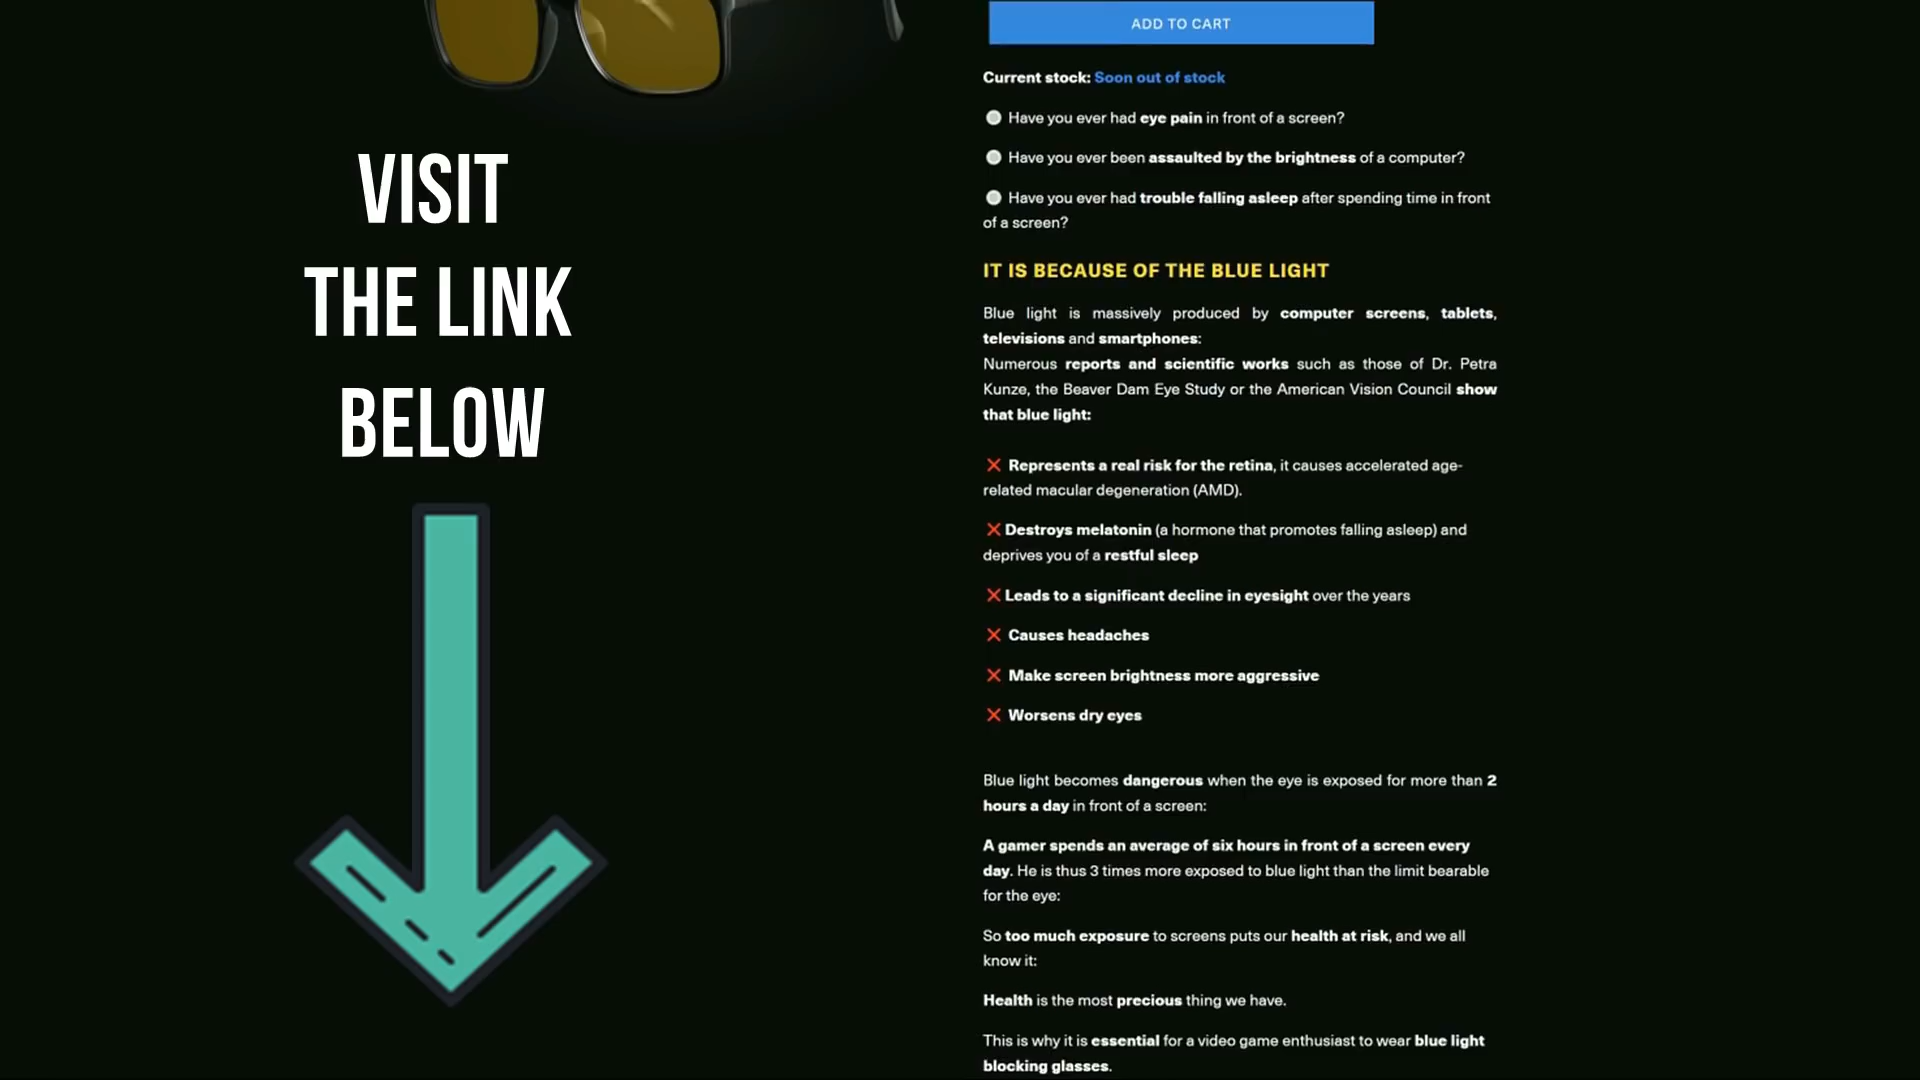 VISIT
THE LINK
BELOW
ADD TO CART
Current stock: Soon out of stock
Have you ever had eye pain in front of a screen?
Have you ever been assaulted by the brightness of a computer?
Have you ever had trouble falling asleep after spending time in front
of a screen?
IT IS BECAUSE OF THE BLUE LIGHT
Blue light is massively produced by computer screens, tablets,
televisions and smartphones:
Numerous reports and scientific works such as those of Dr. Petra
Kunze, the Beaver Dam Eye Study or the American Vision Council show
that blue light:
❌ Represents a real risk for the retina, it causes accelerated age-
related macular degeneration (AMD).
❌ Destroys melatonin (a hormone that promotes falling asleep) and
deprives you of a restful sleep
❌ Leads to a significant decline in eyesight over the years
❌ Causes headaches
❌ Make screen brightness more aggressive
❌ Worsens dry eyes
Blue light becomes dangerous when the eye is exposed for more than 2
hours a day in front of a screen:
A gamer spends an average of six hours in front of a screen every
day. He is thus 3 times more exposed to blue light than the limit bearable
for the eye:
So too much exposure to screens puts our health at risk, and we all
know it:
Health is the most precious thing we have.
This is why it is essential for a video game enthusiast to wear blue light
blocking glasses.